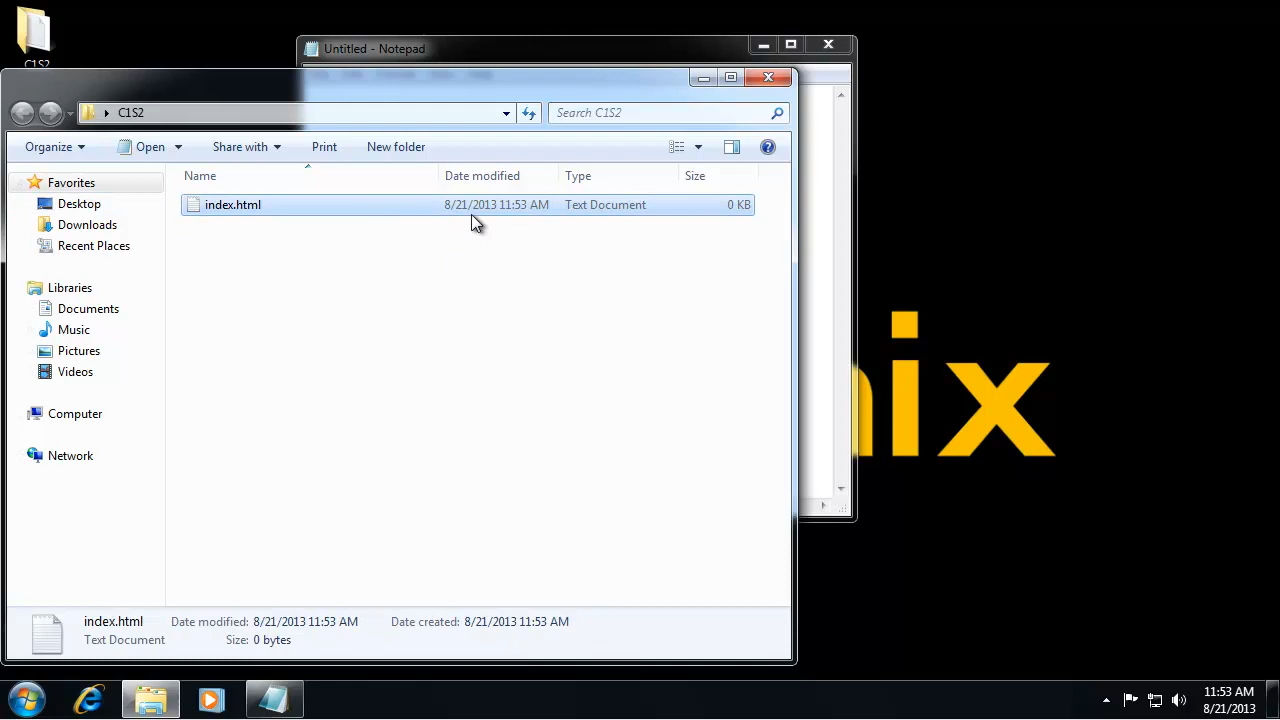 C1S2
Untitled - Notepad
C1S2
Search C1S2
Organize
Open
Share with
Print
New folder
Name
Date modified
Type
Size
Favorites
index.html
8/21/2013 11:53 AM
Text Document
0 KB
Desktop
Downloads
Recent Places
Libraries
Documents
Music
Pictures
Videos
Computer
ix
Network
index.html
Date modified: 8/21/2013 11:53 AM
Date created: 8/21/2013 11:53 AM
Text Document
Size: 0 bytes
11:53 AM
8/21/2013